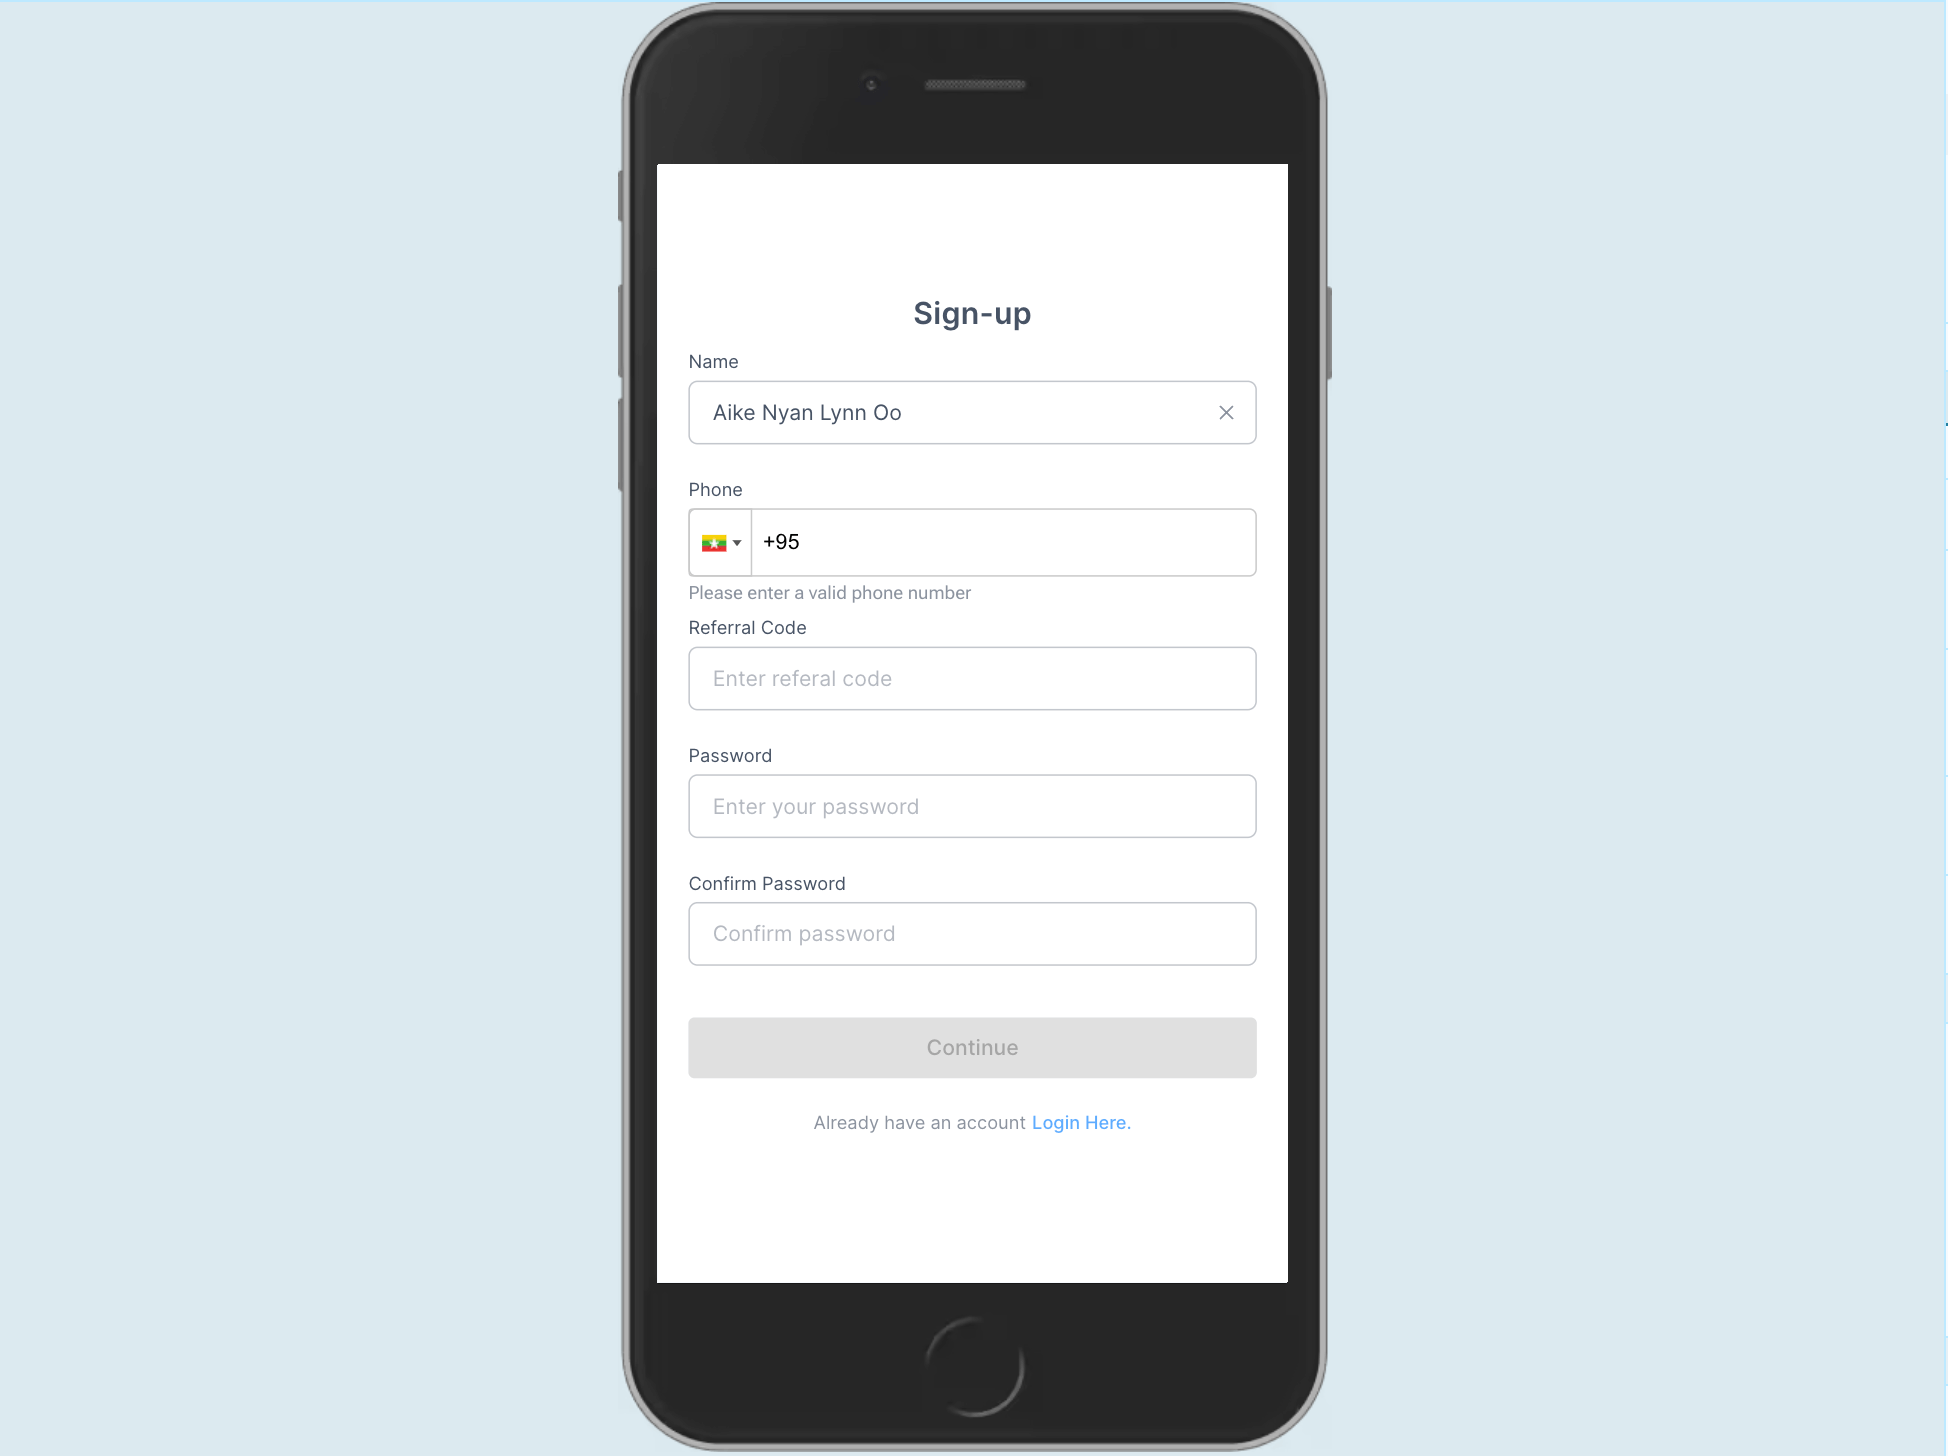 Sign-up
Name
Aike Nyan Lynn Oo
Phone
+95
Please enter a valid phone number
Referral Code
Enter referal code
Password
Enter your password
Confirm Password
Confirm password
Continue
Already have an account Login Here.